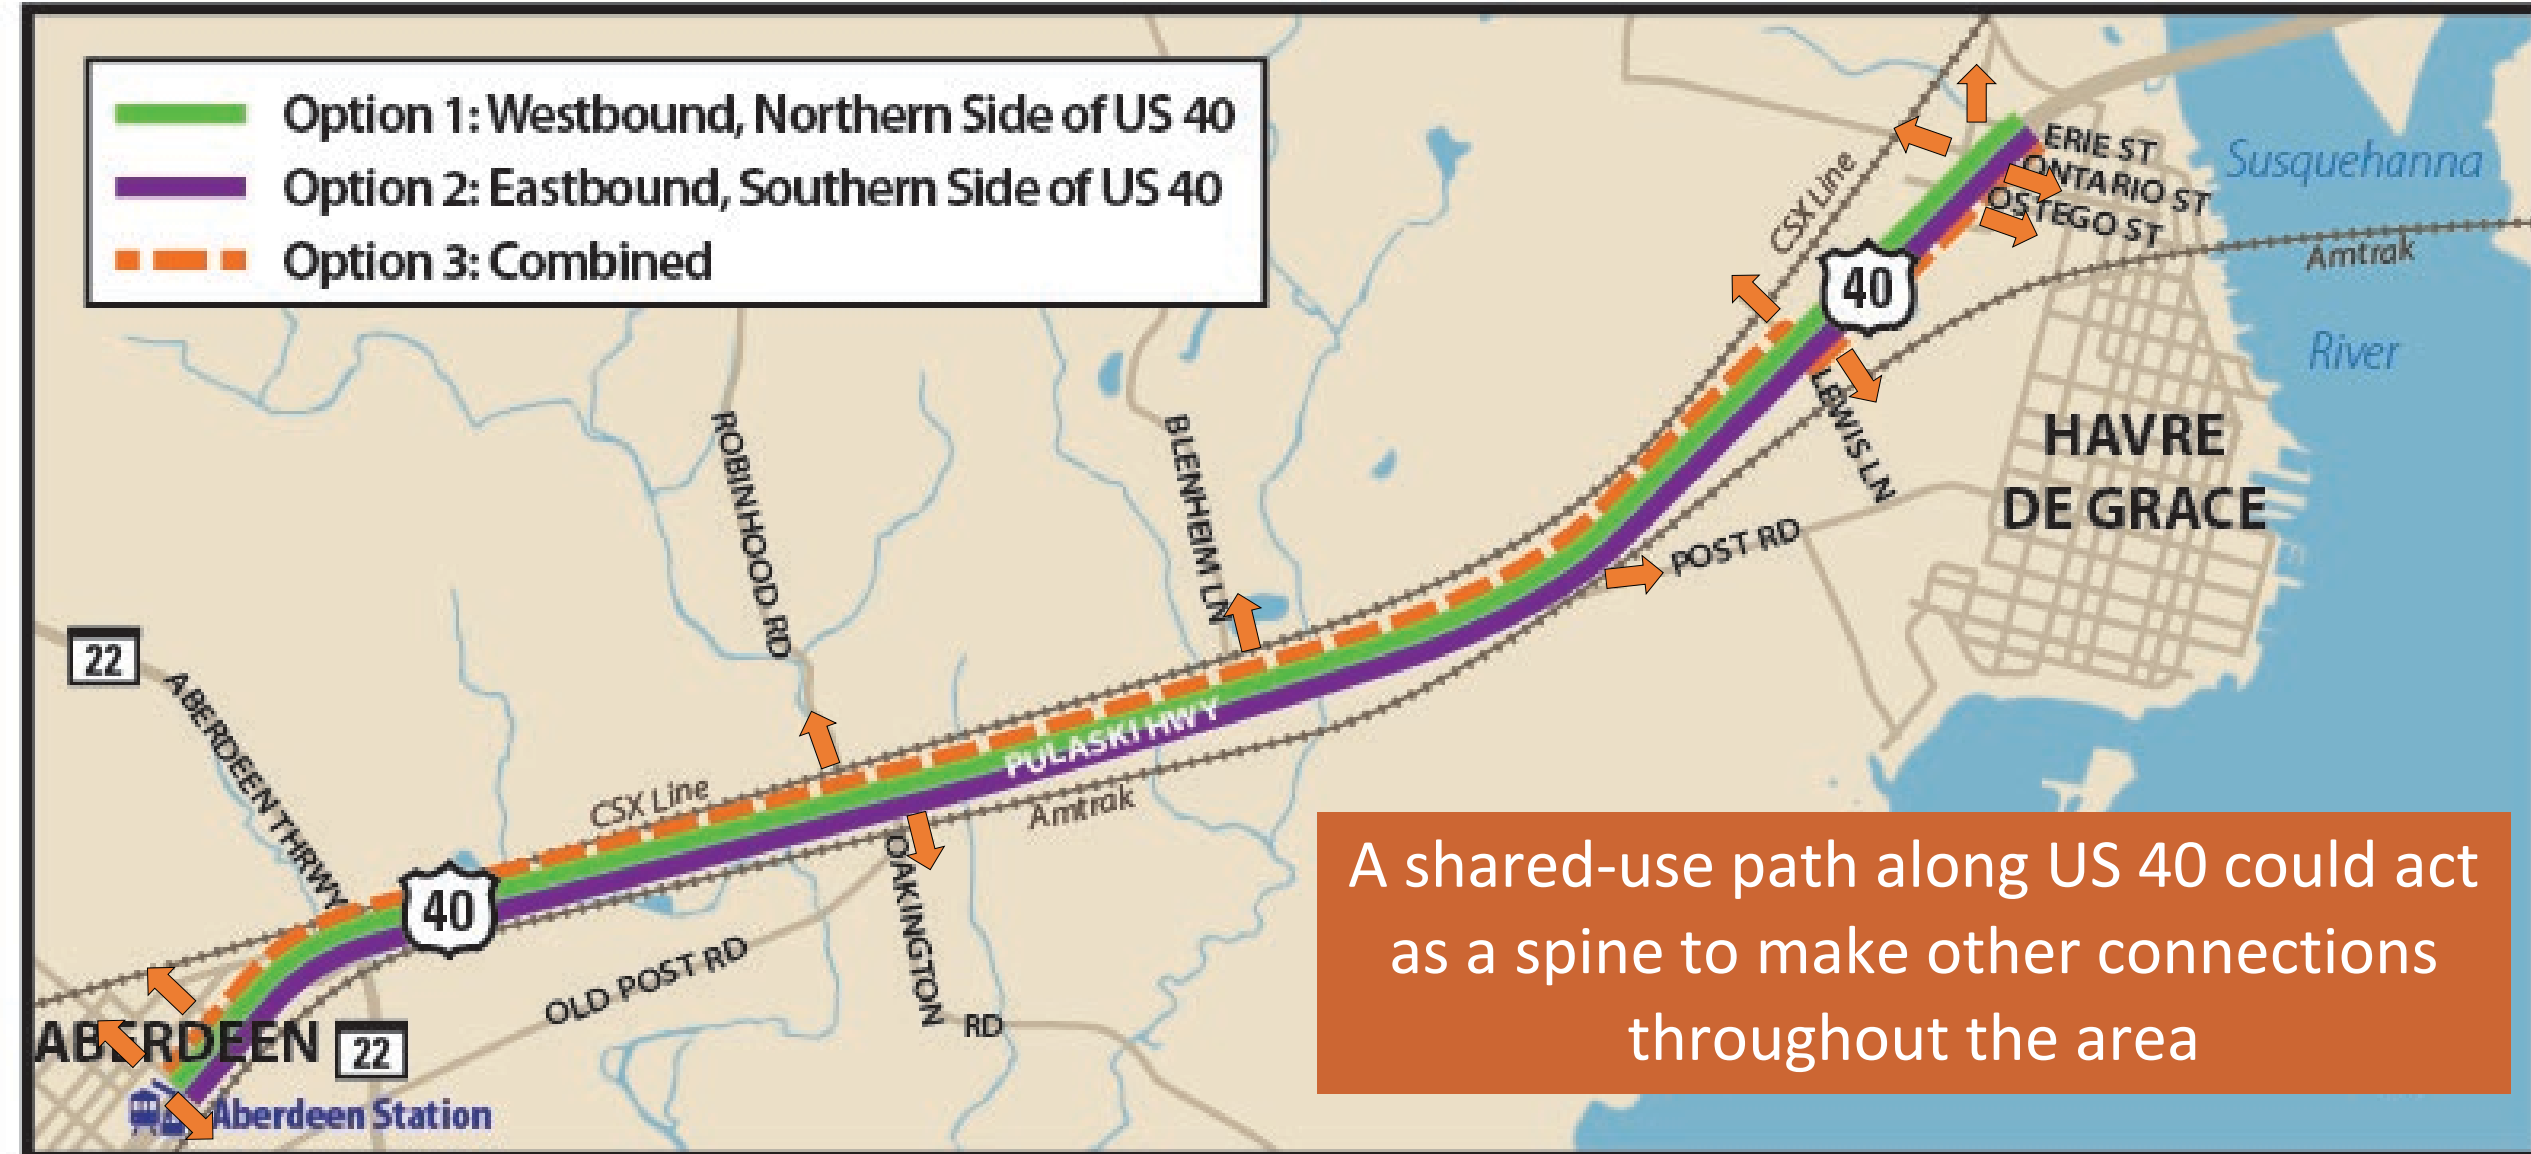 Option 1: Westbound, Northern Side of US 40
Option 2: Eastbound, Southern Side of US 40
Option 3: Combined
ERIE ST
ONTARIO ST
OSTEGO ST
Susquehanna
River
Amtrak
CSX Line
40
LEWIS LN
HAVRE
DE GRACE
POST RD
BLENHEIM LN
ROBINHOOD RD
PULASKI HWY
Amtrak
CSX Line
22
ABERDEEN THRWY
40
OAKINGTON
RD
OLD POST RD
ABERDEEN
22
Aberdeen Station
A shared-use path along US 40 could act
as a spine to make other connections
throughout the area